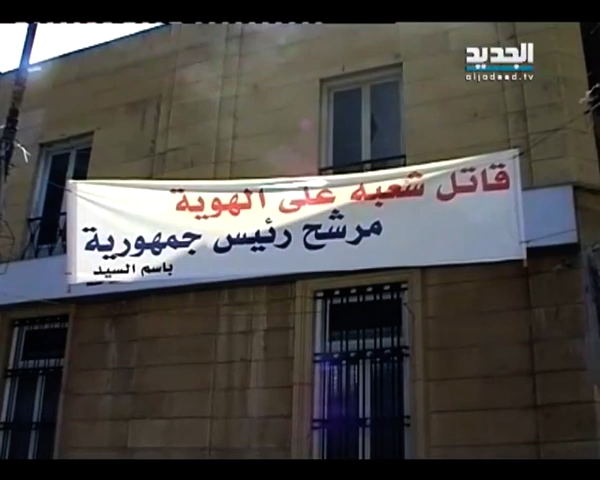 الجديد
aljadeed.tv
قاتل شعبه على الهوية
مرشح رئيس جمهورية
باسم السيد